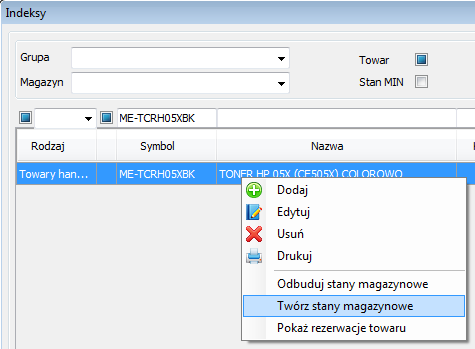 Indeksy
Grupa
Towar
Magazyn
Stan MIN
ME-TCRH05XBK
Rodzaj Symbol Nazwa
Towary han... ME-TCRH05XBK TONER HP 05X (CE505X) COLOROWO
Dodaj
Edytuj
Usuń
Drukuj
Odbuduj stany magazynowe
Twórz stany magazynowe
Pokaż rezerwacje towaru